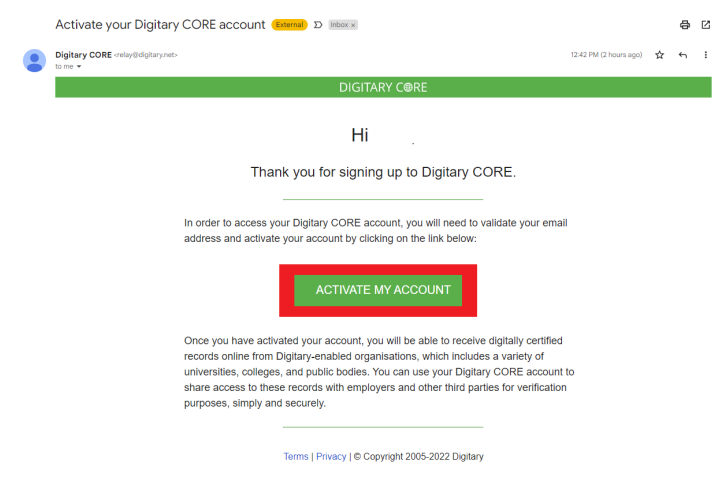 Activate your Digitary CORE account External Inbox x
Digitary CORE <relay@digitary.net> 12:42 PM (2 hours ago)
to me
DIGITARY CORE
Hi .
Thank you for signing up to Digitary CORE.
In order to access your Digitary CORE account, you will need to validate your email
address and activate your account by clicking on the link below:
ACTIVATE MY ACCOUNT
Once you have activated your account, you will be able to receive digitally certified
records online from Digitary-enabled organisations, which includes a variety of
universities, colleges, and public bodies. You can use your Digitary CORE account to
share access to these records with employers and other third parties for verification
purposes, simply and securely.
Terms | Privacy | © Copyright 2005-2022 Digitary